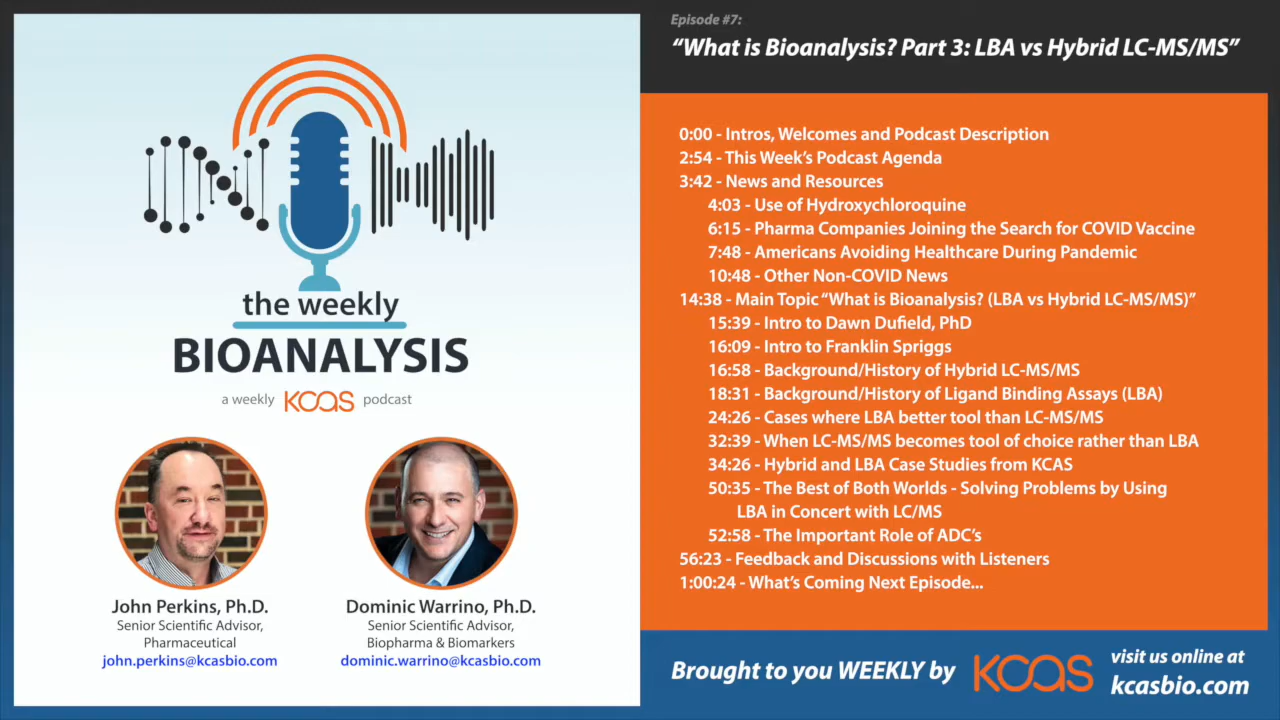 the weekly
BIOANALYSIS
a weekly KCAS podcast
John Perkins, Ph.D.
Senior Scientific Advisor,
Pharmaceutical
john.perkins@kcasbio.com
Dominic Warrino, Ph.D.
Senior Scientific Advisor,
Biopharma & Biomarkers
dominic.warrino@kcasbio.com
Episode #7:
“What is Bioanalysis? Part 3: LBA vs Hybrid LC-MS/MS”
0:00 - Intros, Welcomes and Podcast Description
2:54 - This Week’s Podcast Agenda
3:42 - News and Resources
4:03 - Use of Hydroxychloroquine
6:15 - Pharma Companies Joining the Search for COVID Vaccine
7:48 - Americans Avoiding Healthcare During Pandemic
10:48 - Other Non-COVID News
14:38 - Main Topic “What is Bioanalysis? (LBA vs Hybrid LC-MS/MS)”
15:39 - Intro to Dawn Dufield, PhD
16:09 - Intro to Franklin Spriggs
16:58 - Background/History of Hybrid LC-MS/MS
18:31 - Background/History of Ligand Binding Assays (LBA)
24:26 - Cases where LBA better tool than LC-MS/MS
32:39 - When LC-MS/MS becomes tool of choice rather than LBA
34:26 - Hybrid and LBA Case Studies from KCAS
50:35 - The Best of Both Worlds - Solving Problems by Using
LBA in Concert with LC/MS
52:58 - The Important Role of ADC’s
56:23 - Feedback and Discussions with Listeners
1:00:24 - What’s Coming Next Episode...
Brought to you WEEKLY by KCAS
visit us online at
kcasbio.com